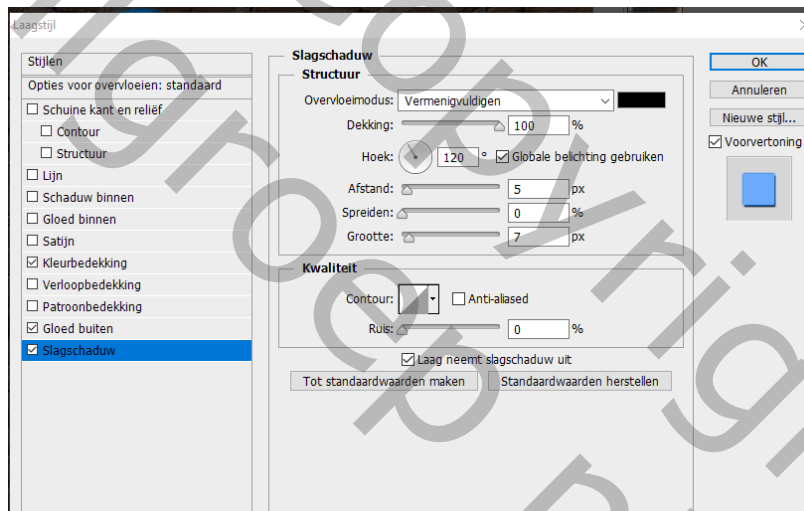 Laagstijl
Stijlen
Opties voor overvloeien: standaard
Schuine kant en reliëf
Contour
Structuur
Lijn
Schaduw binnen
Gloed binnen
Satijn
Kleurbedekking
Verloopbedekking
Patroonbedekking
Gloed buiten
Slagschaduw
Slagschaduw
Structuur
Overvloeimodus: Vermenigvuldigen
Dekking: 100 %
Hoek: 120 ° Globale belichting gebruiken
Afstand: 5 px
Spreiden: 0 %
Grootte: 7 px
Kwaliteit
Contour: Anti-aliased
Ruis: 0 %
Laag neemt slagschaduw uit
Tot standaardwaarden maken Standaardwaarden herstellen
OK
Annuleren
Nieuwe stijl...
Voorvertoning